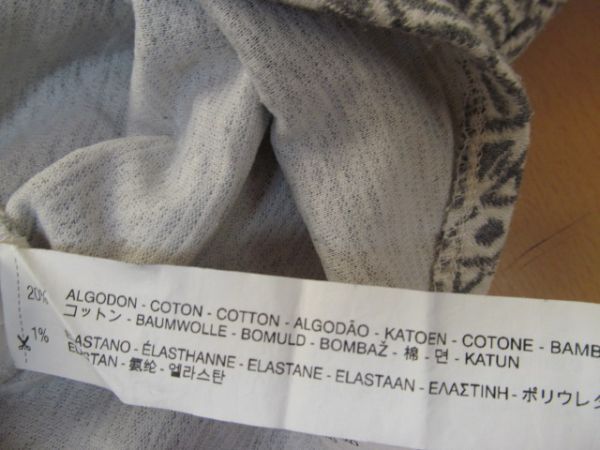 20% ALGODON - COTON - COTTON - ALGODÃO - KATOEN - COTONE - BAMB
コットン - BAUMWOLLE - BOMULD - BOMBAŽ - 棉 - 면 - KATUN
1% ELASTANO - ÉLASTHANNE - ELASTANE - ELASTAAN - ΕΛΑΣΤΙΝΗ - ポリウレタ
氨纶 - 엘라스탄